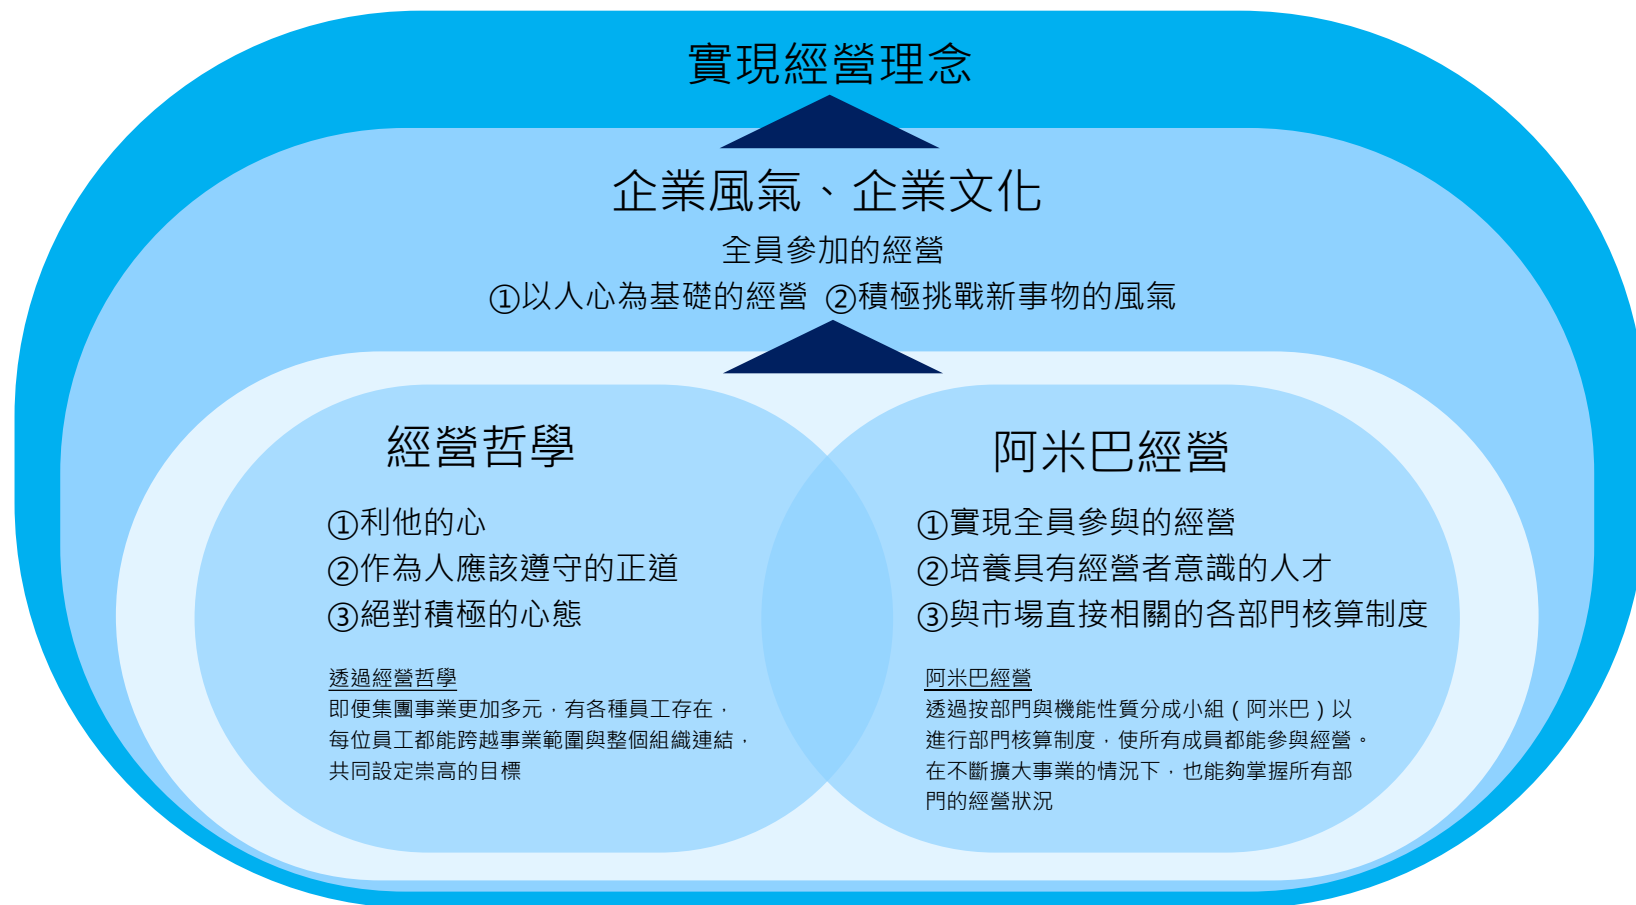 實現經營理念
企業風氣、企業文化
全員參加的經營
①以人心為基礎的經營 ②積極挑戰新事物的風氣
經營哲學
①利他的心
②作為人應該遵守的正道
③絕對積極的心態
透過經營哲學
即便集團事業更加多元，有各種員工存在，
每位員工都能跨越事業範圍與整個組織連結，
共同設定崇高的目標
阿米巴經營
①實現全員參與的經營
②培養具有經營者意識的人才
③與市場直接相關的各部門核算制度
阿米巴經營
透過按部門與機能性質分成小組（阿米巴）以
進行部門核算制度，使所有成員都能參與經營。
在不斷擴大事業的情況下，也能夠掌握所有部
門的經營狀況